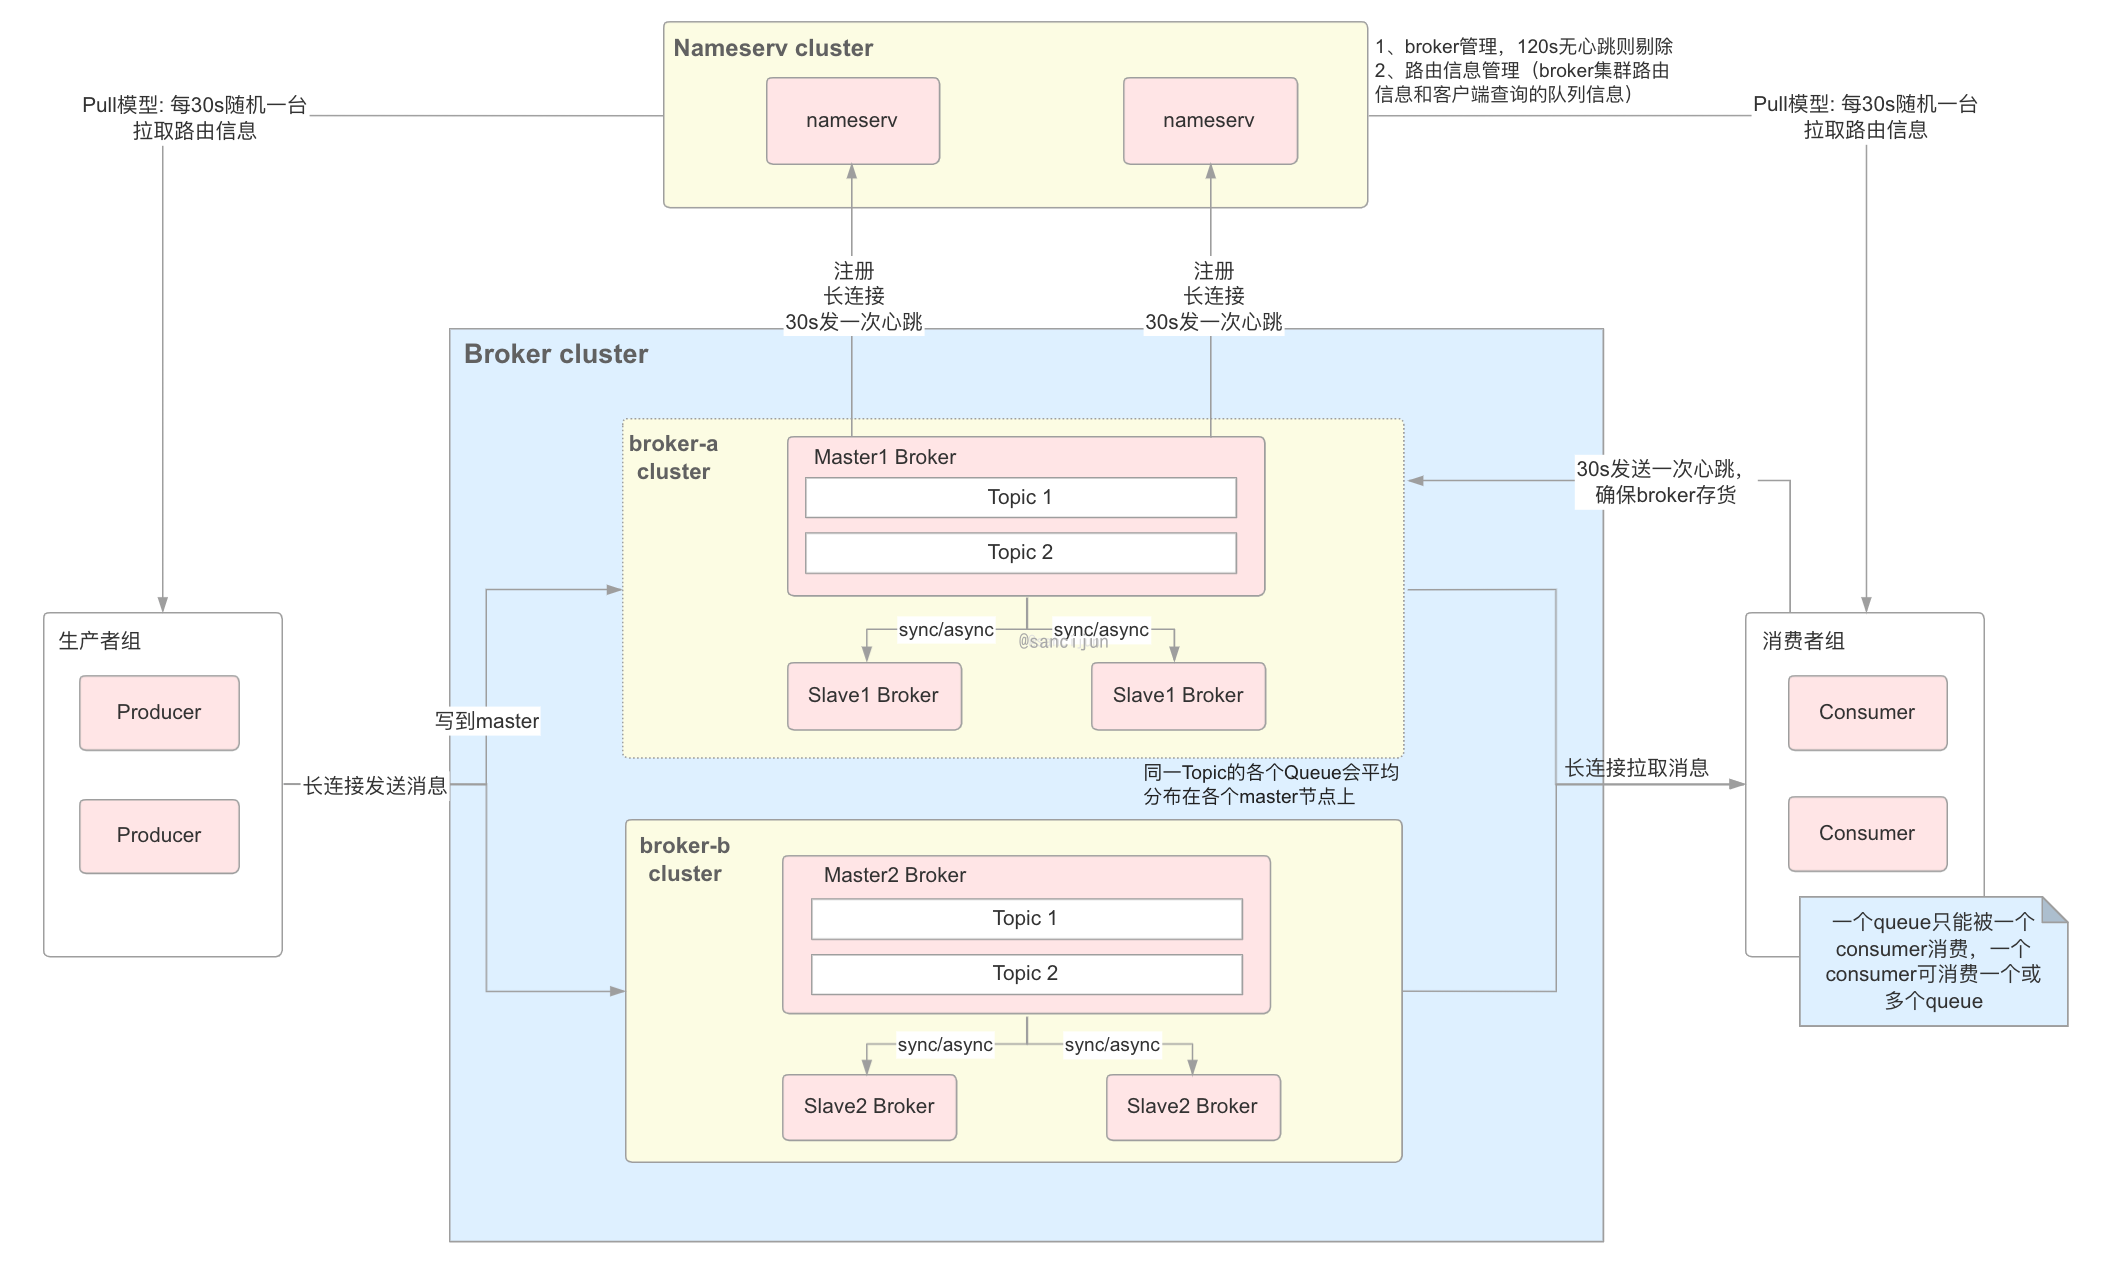 Nameserv cluster
nameserv
nameserv
1、broker管理，120s无心跳则剔除
2、路由信息管理（broker集群路由
信息和客户端查询的队列信息）
Pull模型: 每30s随机一台
拉取路由信息
Pull模型: 每30s随机一台
拉取路由信息
注册
长连接
30s发一次心跳
注册
长连接
30s发一次心跳
Broker cluster
broker-a
cluster
Master1 Broker
Topic 1
Topic 2
30s发送一次心跳，
确保broker存货
sync/async
sync/async
@sancijun
Slave1 Broker
Slave1 Broker
生产者组
Producer
Producer
写到master
长连接发送消息
同一Topic的各个Queue会平均
分布在各个master节点上
长连接拉取消息
消费者组
Consumer
Consumer
一个queue只能被一个
consumer消费，一个
consumer可消费一个或
多个queue
broker-b
cluster
Master2 Broker
Topic 1
Topic 2
sync/async
sync/async
Slave2 Broker
Slave2 Broker